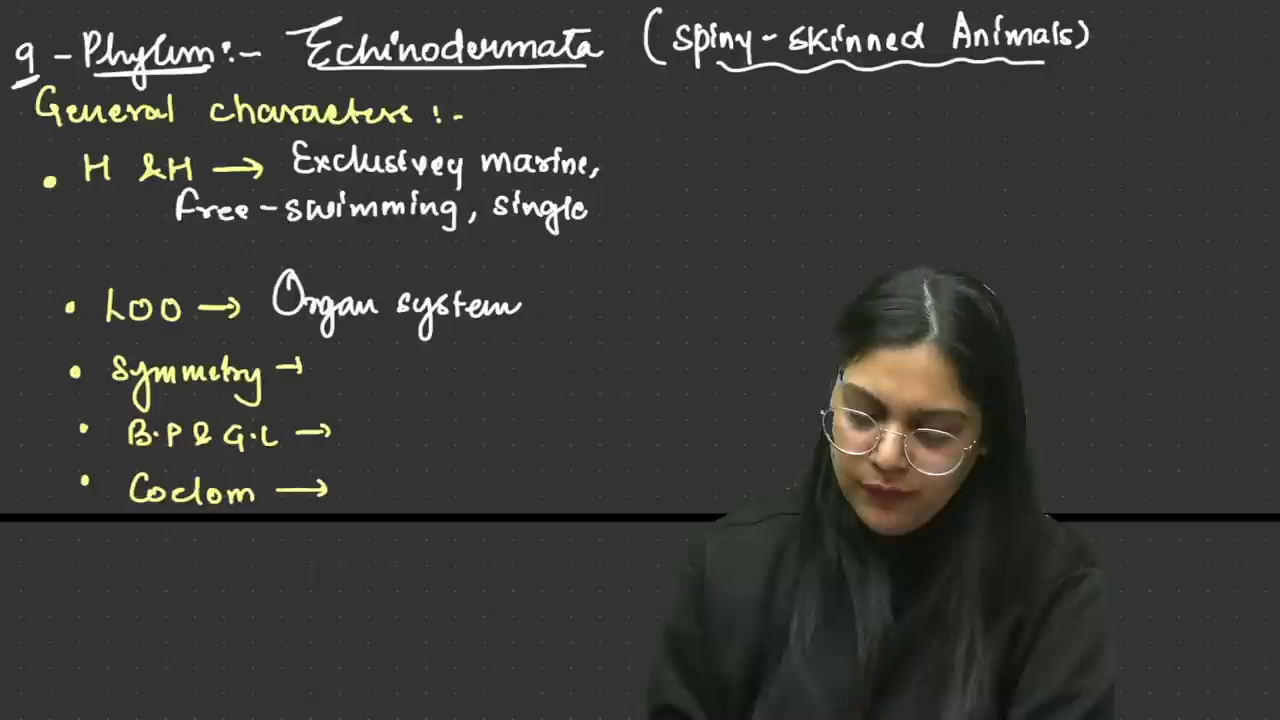 9 - Phylum :- Echinodermata (spiny-skinned Animals)
General characters :-
• H & H → Exclusivey marine,
free-swimming, single
• LOO → Organ system
• Symmetry →
• B.P & G.L →
• Coelom →